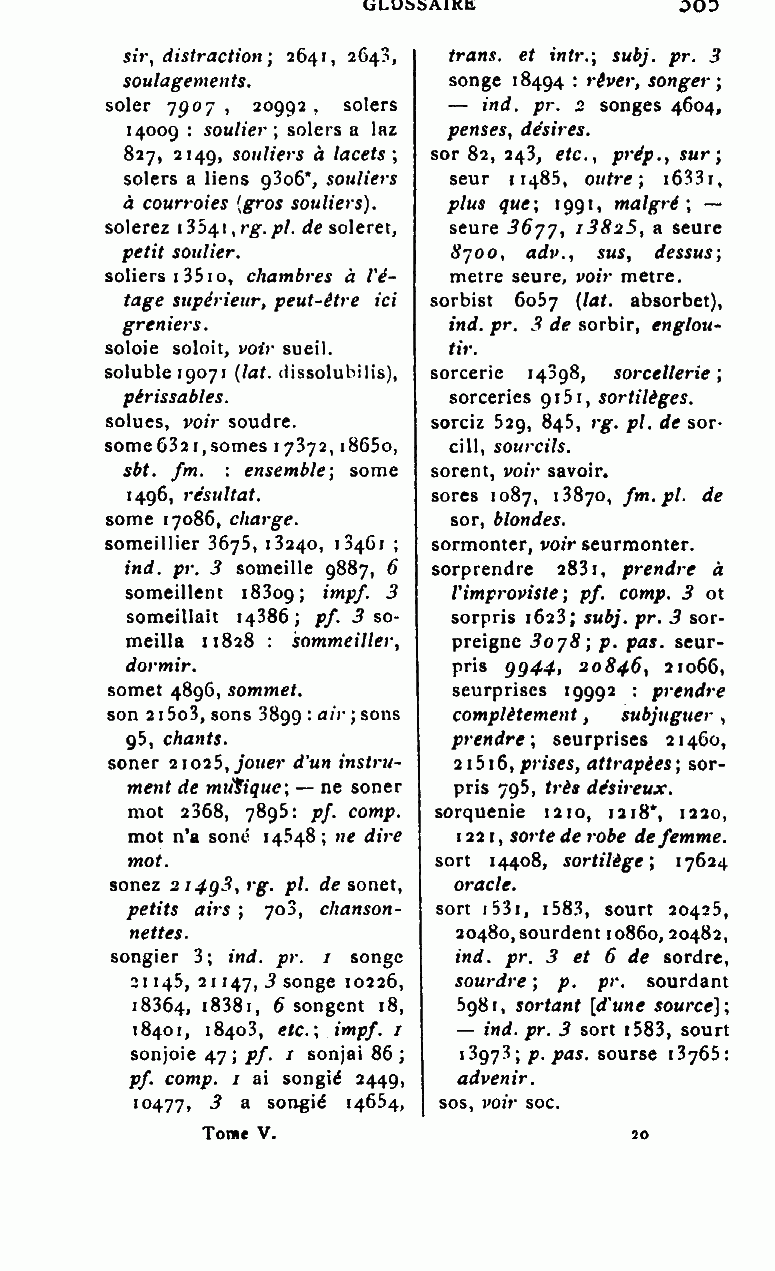 GLOSSAIRE 305
sir, distraction; 2641, 2643,
soulagements.
soler 7907, 20992, solers
14009 : soulier; solers a laz
827, 2149, souliers à lacets;
solers a liens 9306*, souliers
à courroies (gros souliers).
solerez 13541, rg. pl. de soleret,
petit soulier.
soliers 13510, chambres à l'é-
tage supérieur, peut-être ici
greniers.
soloie soloit, voir sueil.
soluble 19071 (lat. dissolubilis),
périssables.
solues, voir soudre.
some 6321, somes 17372, 18650,
sbt. fm. : ensemble; some
1496, résultat.
some 17086, charge.
someillier 3675, 13240, 13461;
ind. pr. 3 someille 9887, 6
someillent 18309; impf. 3
someillait 14386; pf. 3 so-
meilla 11828 : sommeiller,
dormir.
somet 4896, sommet.
son 21503, sons 3899 : air; sons
95, chants.
soner 21025, jouer d'un instru-
ment de musique; — ne soner
mot 2368, 7895: pf. comp.
mot n'a soné 14548; ne dire
mot.
sonez 21493, rg. pl. de sonet,
petits airs; 703, chanson-
nettes.
songier 3; ind. pr. 1 songe
21145, 21147, 3 songe 10226,
18364, 18381, 6 songent 18,
18401, 18403, etc.; impf. 1
sonjoie 47; pf. 1 sonjai 86;
pf. comp. 1 ai songié 2449,
10477, 3 a songié 14654,
trans. et intr.; subj. pr. 3
songe 18494 : rêver, songer;
— ind. pr. 2 songes 4604,
penses, désires.
sor 82, 243, etc., prép., sur;
seur 11485, outre; 16331,
plus que; 1991, malgré; —
seure 3677, 13825, a seure
8700, adv., sus, dessus;
metre seure, voir metre.
sorbist 6057 (lat. absorbet),
ind. pr. 3 de sorbir, englou-
tir.
sorcerie 14398, sorcellerie;
sorceries 9151, sortilèges.
sorciz 529, 845, rg. pl. de sor-
cill, sourcils.
sorent, voir savoir.
sores 1087, 13870, fm. pl. de
sor, blondes.
sormonter, voir seurmonter.
sorprendre 2831, prendre à
l'improviste; pf. comp. 3 ot
sorpris 1623; subj. pr. 3 sor-
preigne 3078; p. pas. seur-
pris 9944, 20846, 21066,
seurprises 19992 : prendre
complètement, subjuguer,
prendre; seurprises 21460,
21516, prises, attrapées; sor-
pris 795, très désireux.
sorquenie 1210, 1218*, 1220,
1221, sorte de robe de femme.
sort 14408, sortilège; 17624
oracle.
sort 1531, 1583, sourt 20425,
20480, sourdent 10860, 20482,
ind. pr. 3 et 6 de sordre,
sourdre; p. pr. sourdant
5981, sortant [d'une source];
— ind. pr. 3 sort 1583, sourt
13973; p. pas. sourse 13765:
advenir.
sos, voir soc.
Tome V. 20